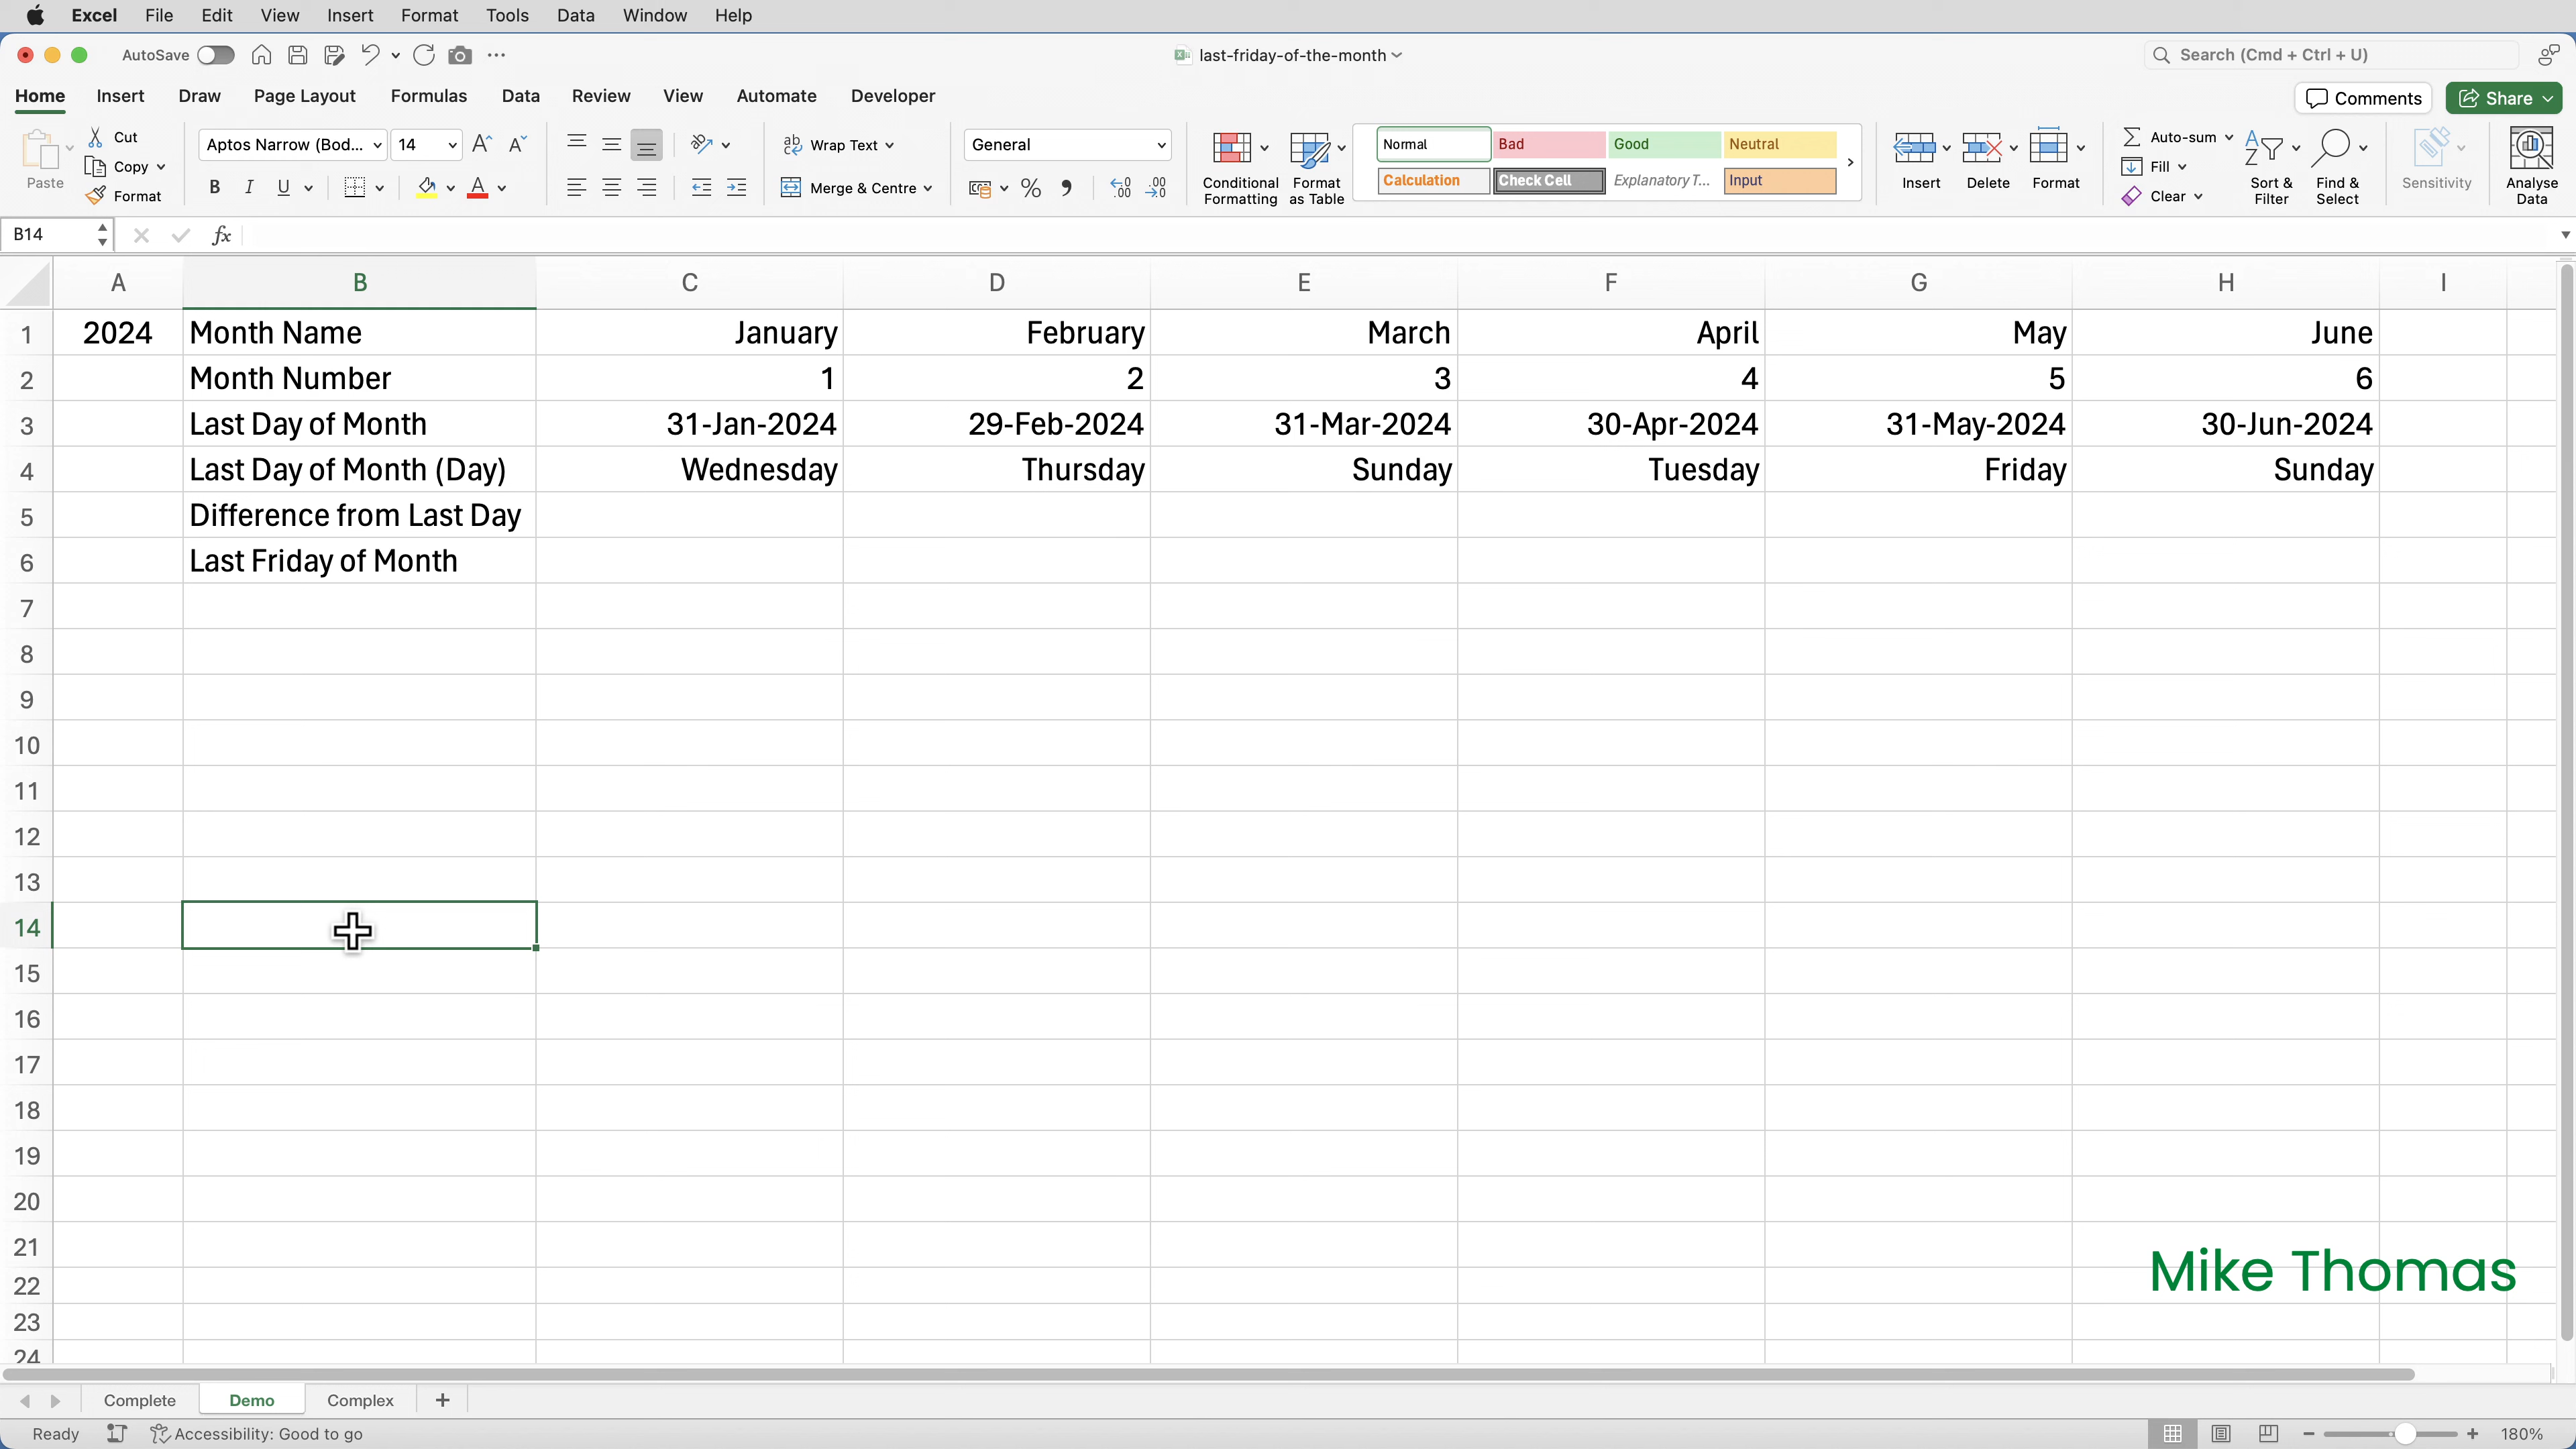 Excel File Edit View Insert Format Tools Data Window Help
AutoSave last-friday-of-the-month Search (Cmd + Ctrl + U)
Home Insert Draw Page Layout Formulas Data Review View Automate Developer Comments Share
Paste Cut Copy Format
Aptos Narrow (Bod... 14
B I U A
Wrap Text
Merge & Centre
General
Conditional Formatting
Format as Table
Normal Bad Good Neutral
Calculation Check Cell Explanatory T... Input
Insert Delete Format
Auto-sum
Fill
Clear
Sort & Filter
Find & Select
Sensitivity
Analyse Data
B14 fx
A B C D E F G H I
1 2024 Month Name January February March April May June
2 Month Number 1 2 3 4 5 6
3 Last Day of Month 31-Jan-2024 29-Feb-2024 31-Mar-2024 30-Apr-2024 31-May-2024 30-Jun-2024
4 Last Day of Month (Day) Wednesday Thursday Sunday Tuesday Friday Sunday
5 Difference from Last Day
6 Last Friday of Month
7
8
9
10
11
12
13
14
15
16
17
18
19
20
21
22
23
24
Mike Thomas
Complete Demo Complex +
Ready Accessibility: Good to go 180%